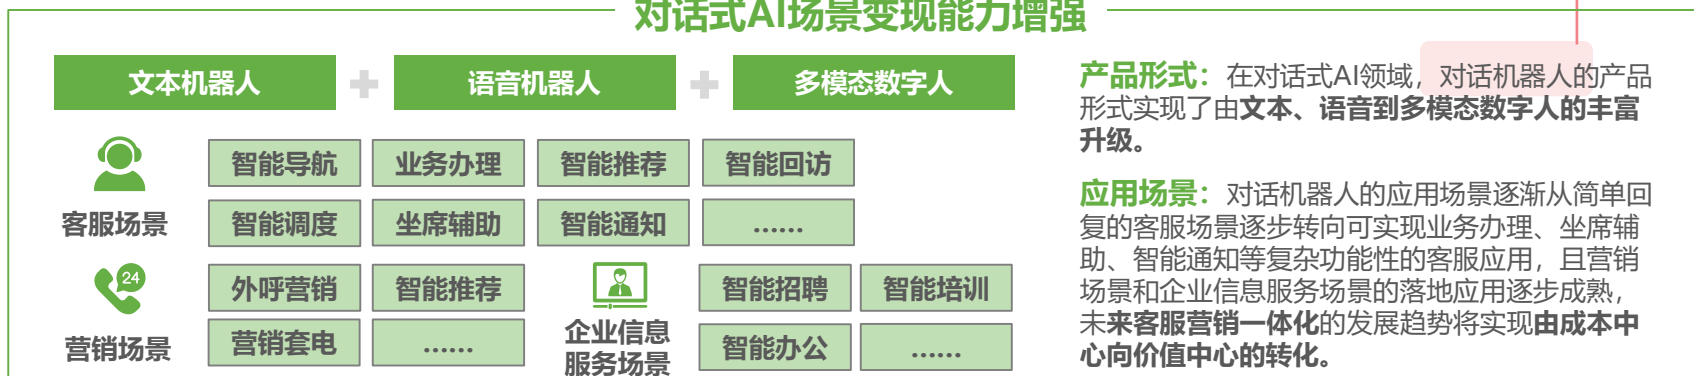 对话式AI场景变现能力增强
文本机器人
语音机器人
多模态数字人
客服场景
智能导航
业务办理
智能推荐
智能回访
智能调度
坐席辅助
智能通知
……
24
营销场景
外呼营销
智能推荐
营销套电
……
企业信息
服务场景
智能招聘
智能培训
智能办公
……
产品形式：在对话式AI领域，对话机器人的产品
形式实现了由文本、语音到多模态数字人的丰富
升级。
应用场景：对话机器人的应用场景逐渐从简单回
复的客服场景逐步转向可实现业务办理、坐席辅
助、智能通知等复杂功能性的客服应用，且营销
场景和企业信息服务场景的落地应用逐步成熟，
未来客服营销一体化的发展趋势将实现由成本中
心向价值中心的转化。